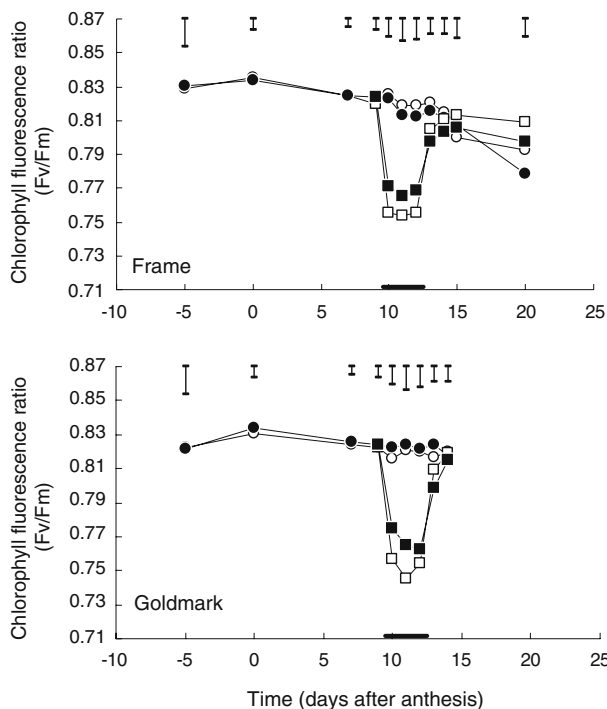 Chlorophyll fluorescence ratio
(Fv/Fm)
0.87
0.85
0.83
0.81
0.79
0.77
0.75
0.73
0.71
Frame
-10 -5 0 5 10 15 20 25
Chlorophyll fluorescence ratio
(Fv/Fm)
0.87
0.85
0.83
0.81
0.79
0.77
0.75
0.73
0.71
Goldmark
-10 -5 0 5 10 15 20 25
Time (days after anthesis)